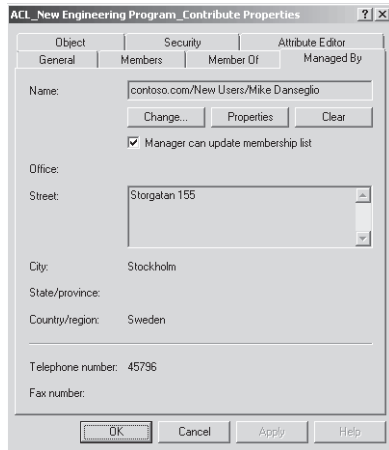 ACL_New Engineering Program_Contribute Properties
Object Security Attribute Editor
General Members Member Of Managed By
Name: contoso.com/New Users/Mike Danseglio
Change... Properties Clear
Manager can update membership list
Office:
Street: Storgatan 155
City: Stockholm
State/province:
Country/region: Sweden
Telephone number: 45796
Fax number:
OK Cancel Apply Help